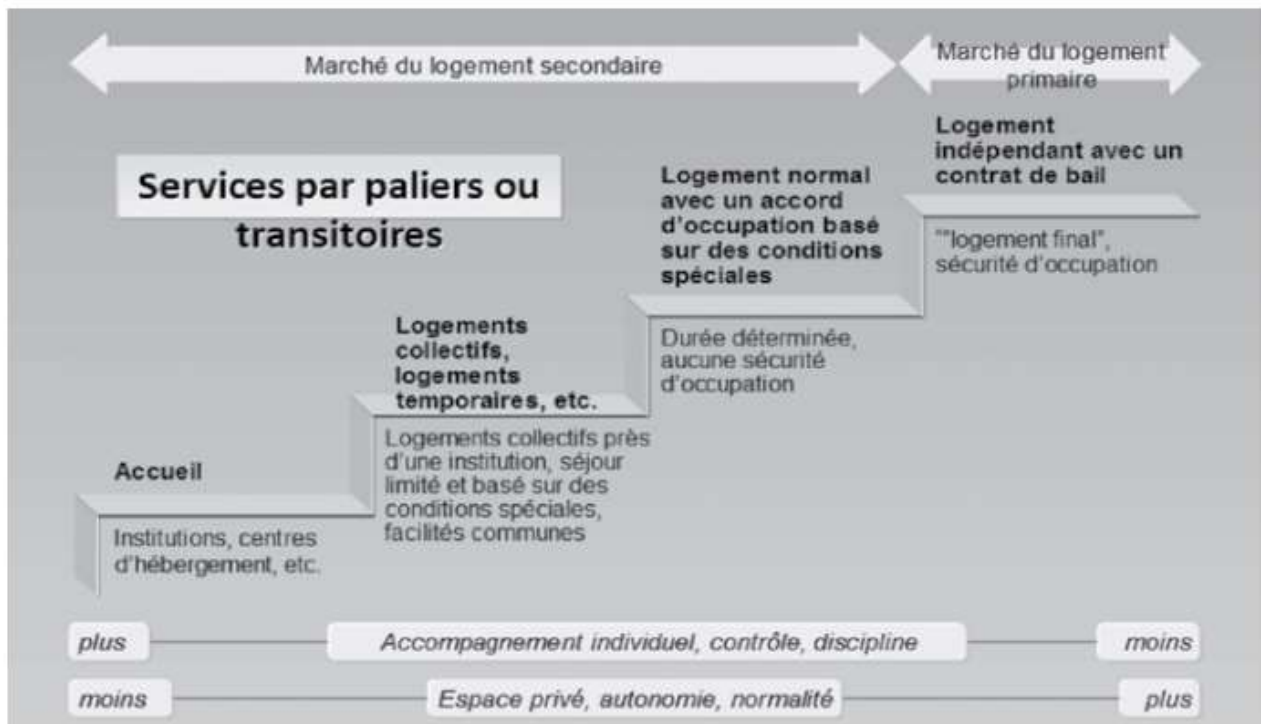 Marché du logement secondaire
Marché du logement
primaire
Services par paliers ou
transitoires
Accueil
Institutions, centres
d'hébergement, etc.
Logements
collectifs,
logements
temporaires, etc.
Logements collectifs près
d'une institution, séjour
limité et basé sur des
conditions spéciales,
facilités communes
Logement normal
avec un accord
d'occupation basé
sur des conditions
spéciales
Durée déterminée,
aucune sécurité
d'occupation
Logement
indépendant avec un
contrat de bail
""logement final",
sécurité d'occupation
plus Accompagnement individuel, contrôle, discipline moins
moins Espace privé, autonomie, normalité plus